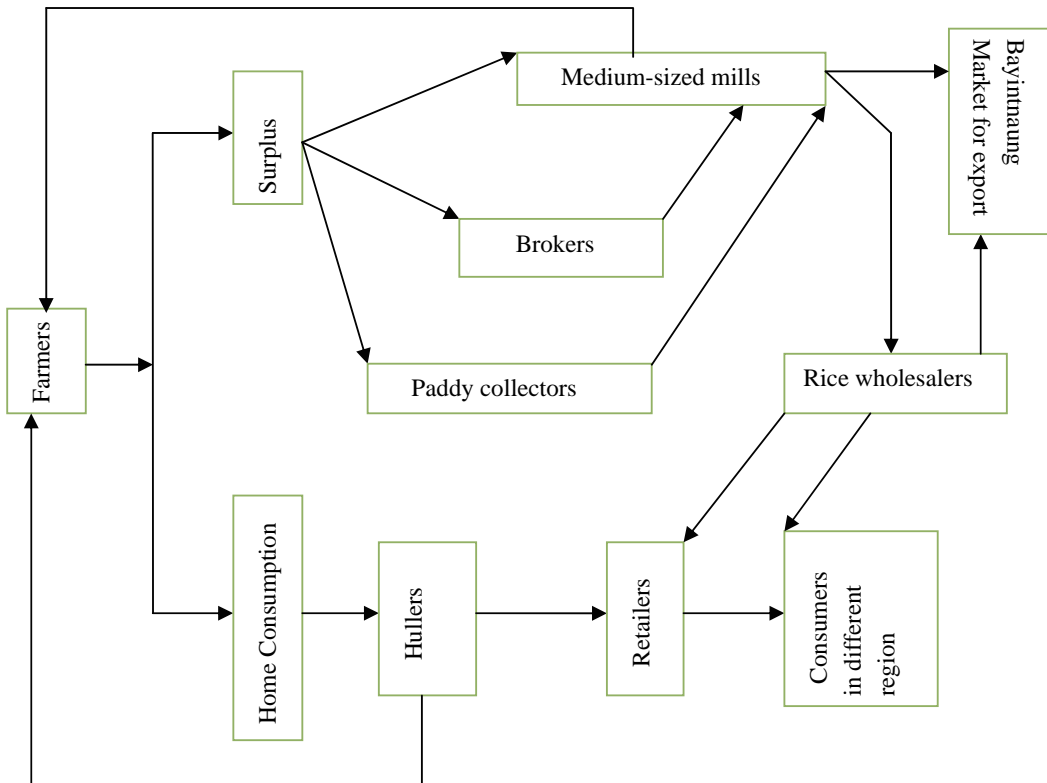 Medium-sized mills
Bayintnaung
Market for export
Surplus
Brokers
Farmers
Paddy collectors
Rice wholesalers
Home Consumption
Hullers
Retailers
Consumers
in different
region